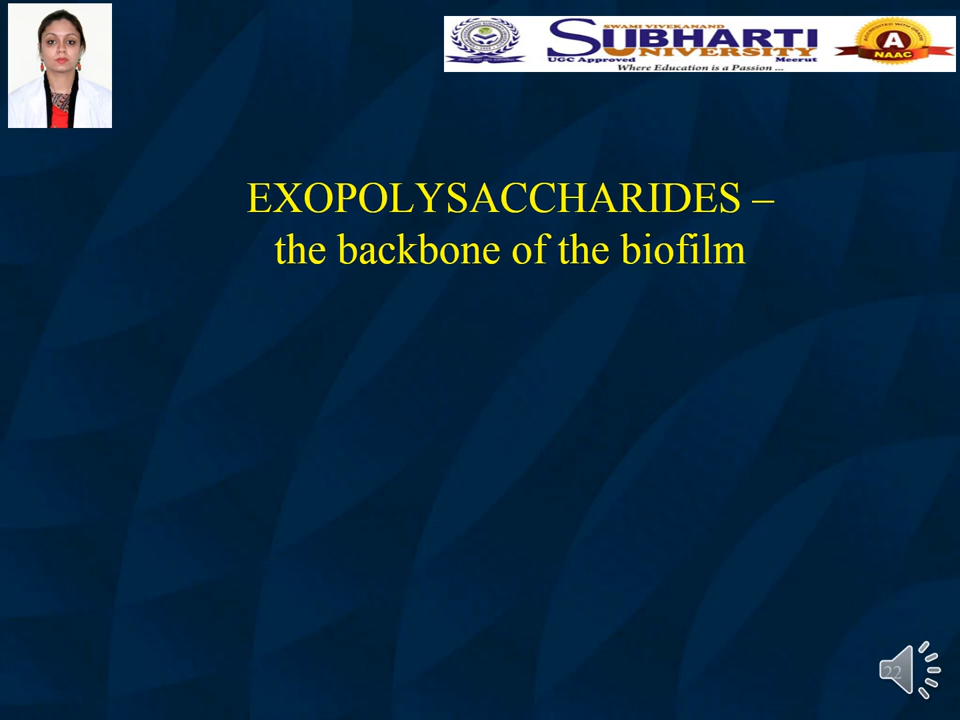 SWAMI VIVEKANAND
SUBHARTI
UNIVERSITY
UGC Approved Meerut
Where Education is a Passion ...
A
NAAC
EXOPOLYSACCHARIDES –
the backbone of the biofilm
22